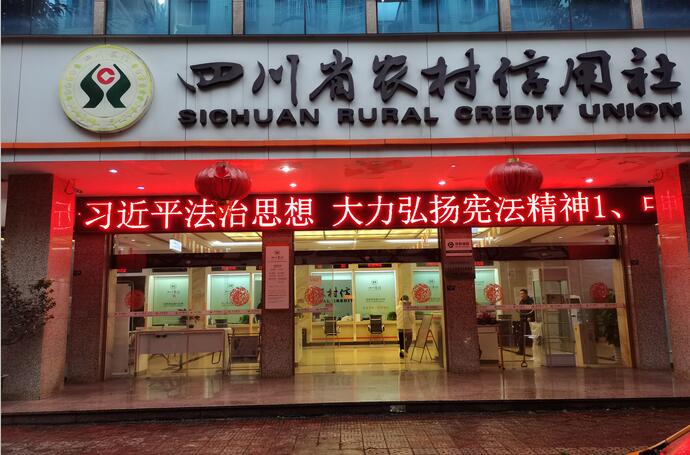 四川省农村信用社
SICHUAN RURAL CREDIT UNION
习近平法治思想 大力弘扬宪法精神1、中